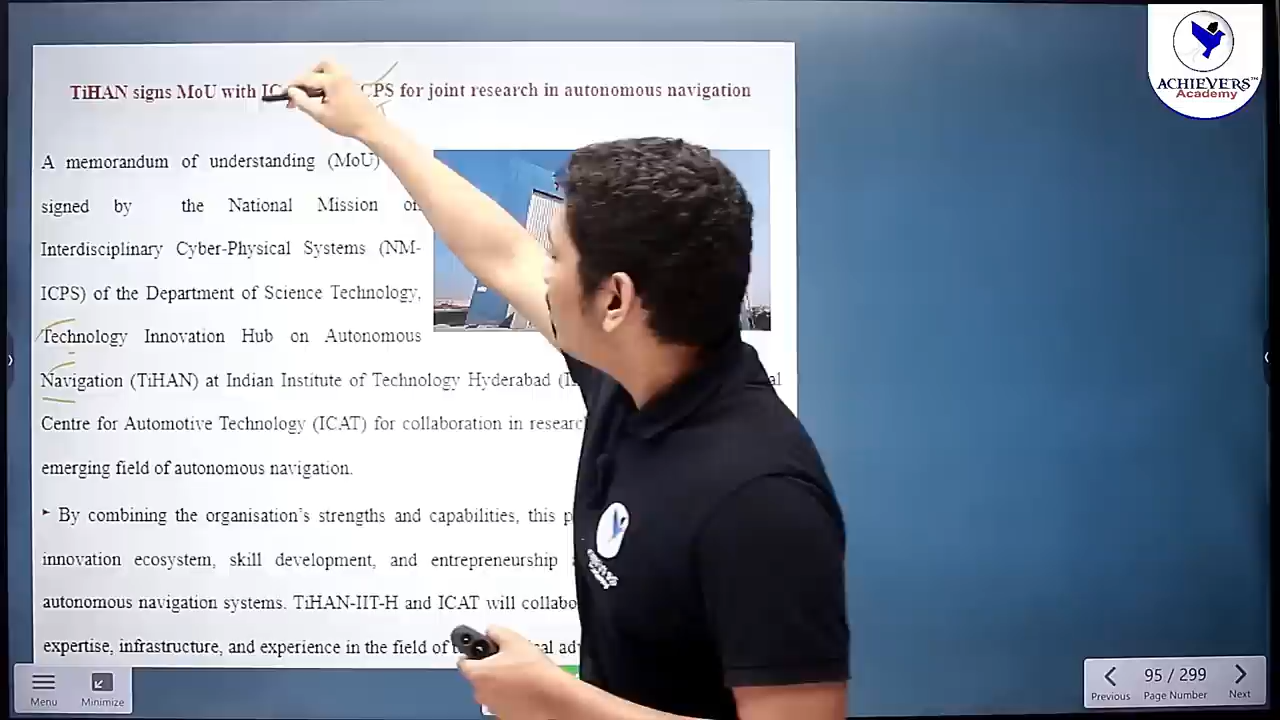 ACHIEVERS™
Academy
TiHAN signs MoU with CPS for joint research in autonomous navigation
A memorandum of understanding (MoU)
signed by the National Mission
Interdisciplinary Cyber-Physical Systems (NM-
ICPS) of the Department of Science Technology,
Technology Innovation Hub on Autonomous
Navigation (TiHAN) at Indian Institute of Technology Hyderabad
Centre for Automotive Technology (ICAT) for collaboration in
emerging field of autonomous navigation.
➤ By combining the organisation’s strengths and capabilities, this
innovation ecosystem, skill development, and entrepreneurship
autonomous navigation systems. TiHAN-IIT-H and ICAT will
expertise, infrastructure, and experience in the field of
Menu
Minimize
95 / 299
Previous
Page Number
Next